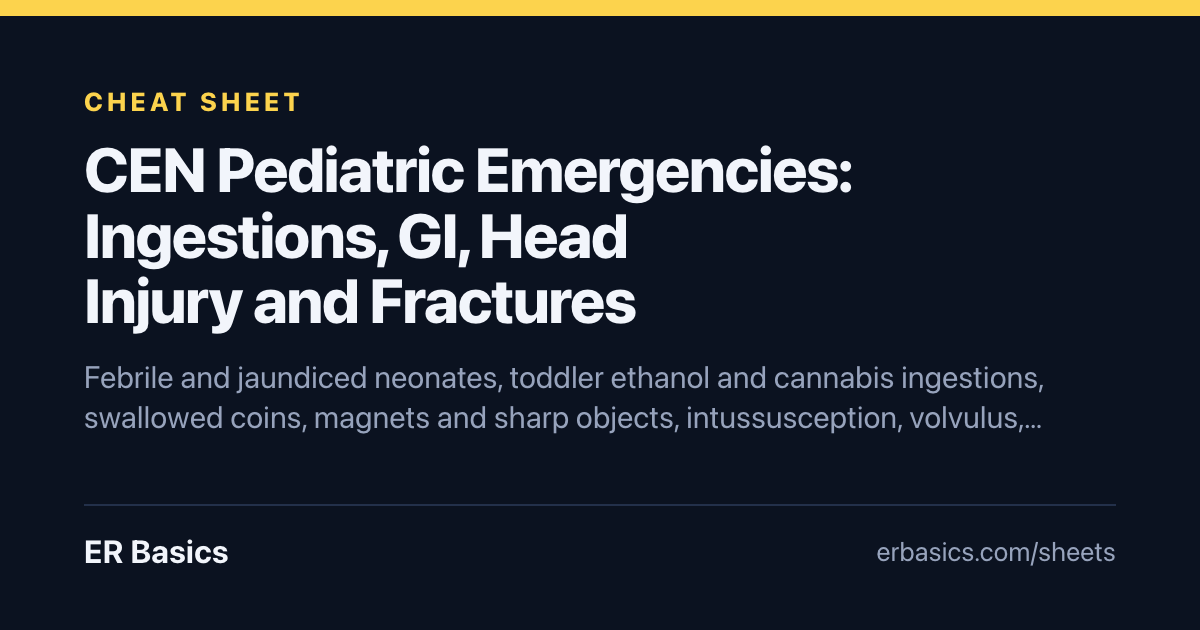 CHEAT SHEET
CEN Pediatric Emergencies:
Ingestions, GI, Head
Injury and Fractures
Febrile and jaundiced neonates, toddler ethanol and cannabis ingestions,
swallowed coins, magnets and sharp objects, intussusception, volvulus,...
ER Basics
erbasics.com/sheets